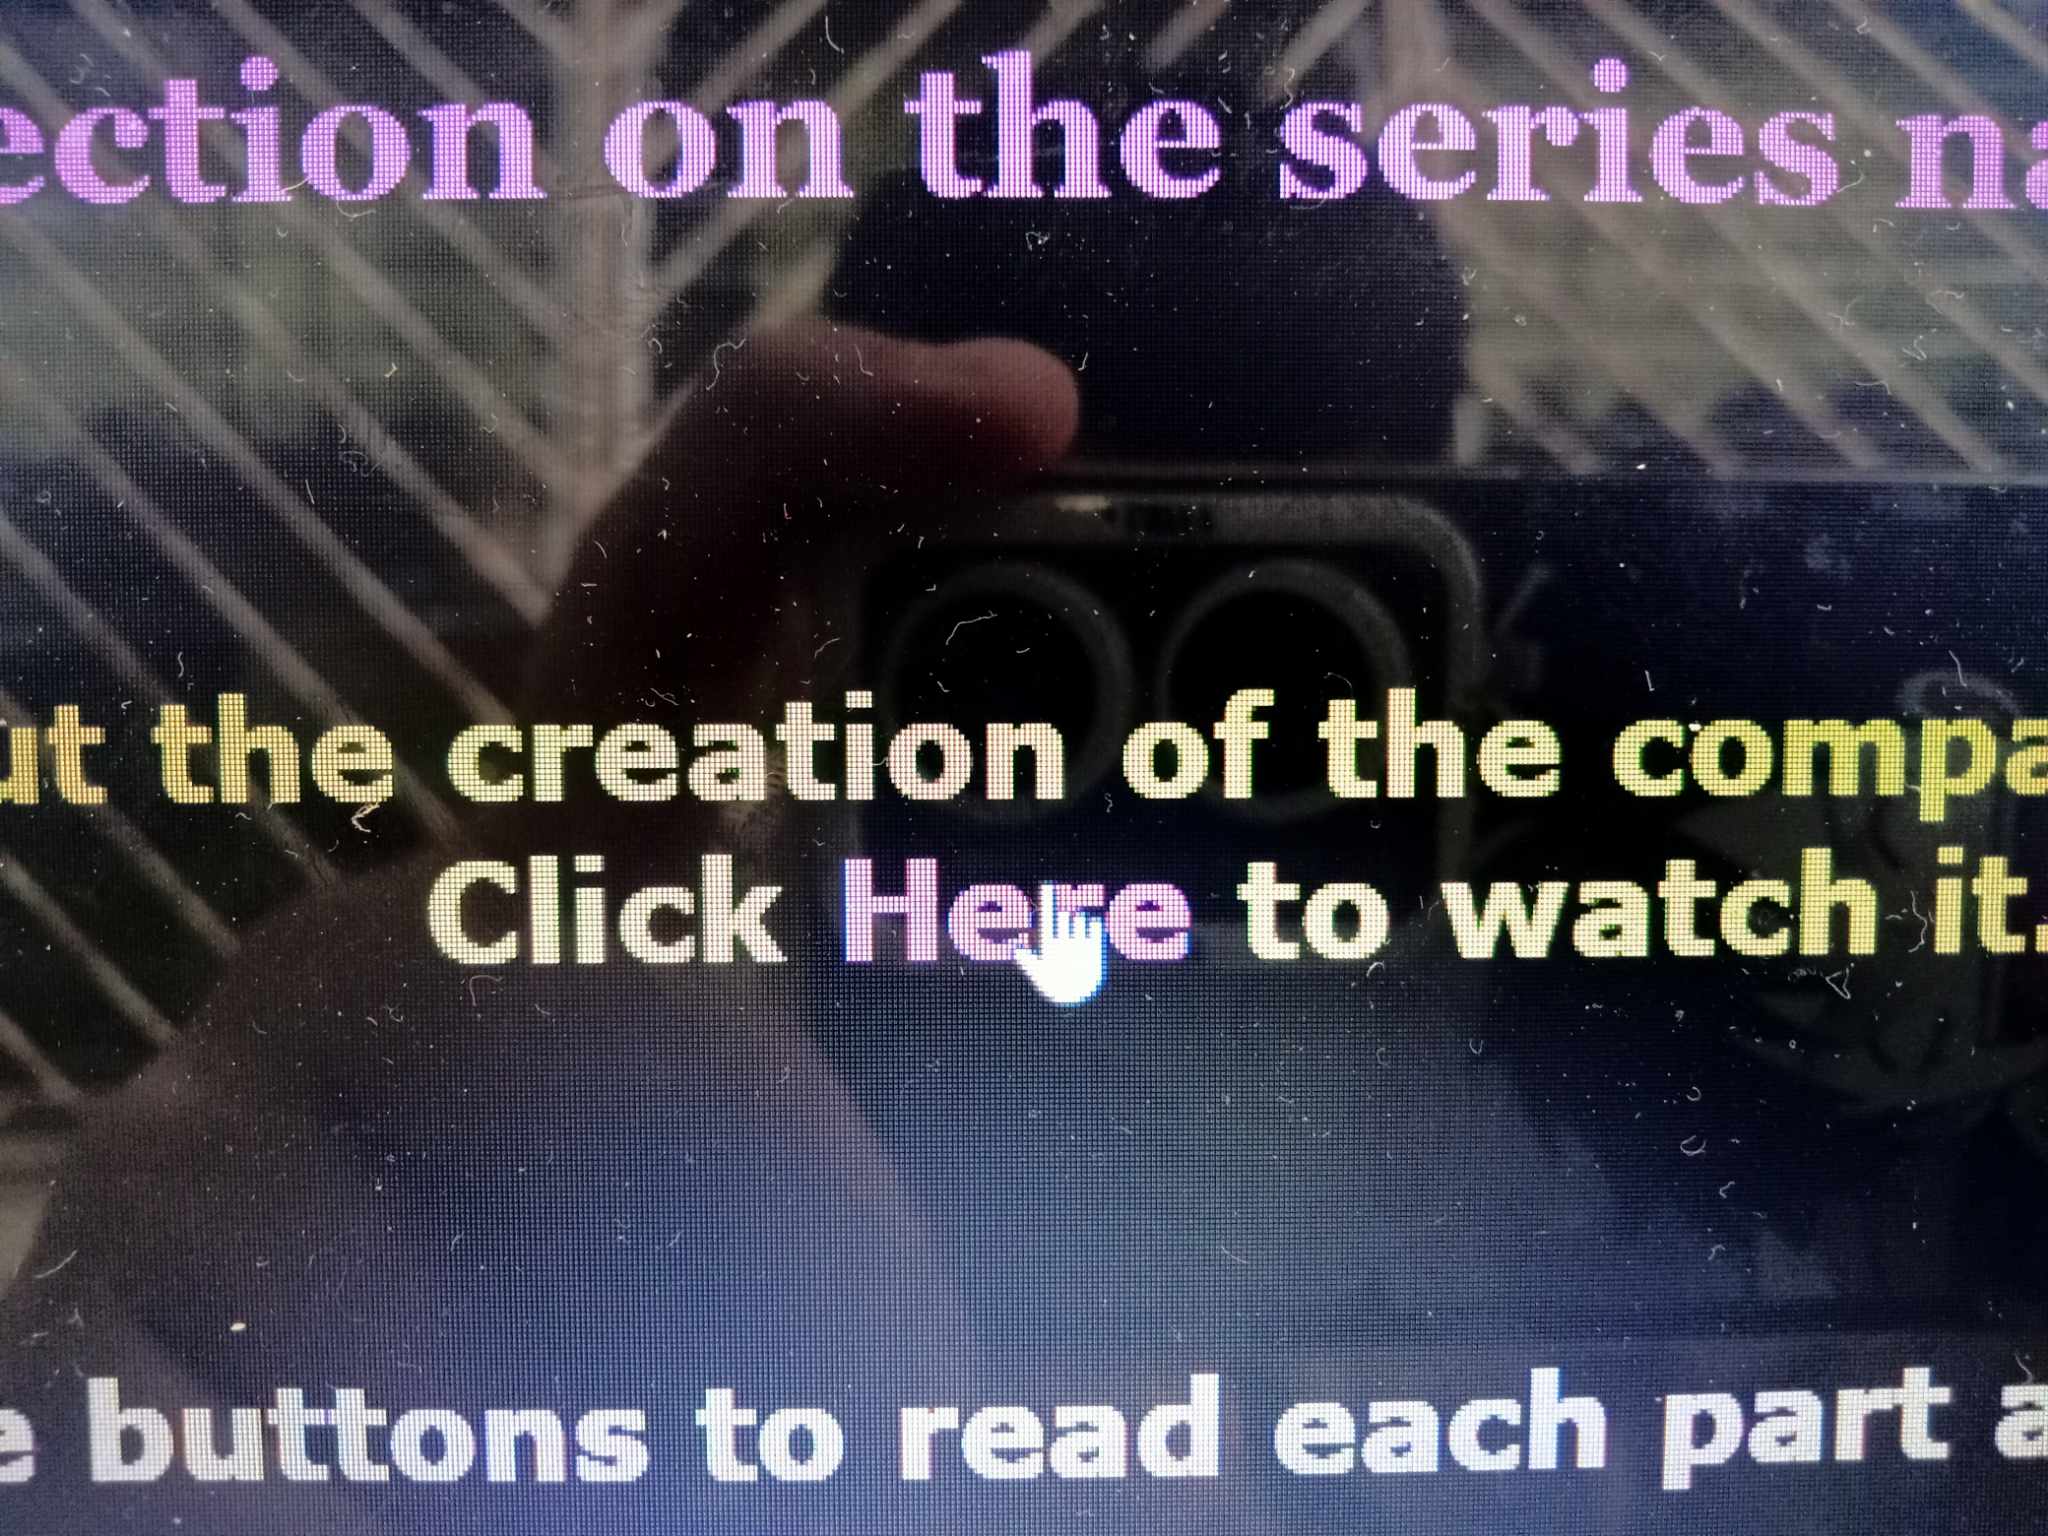 ection on the series na
ut the creation of the compa
Click Here to watch it.
e buttons to read each part a